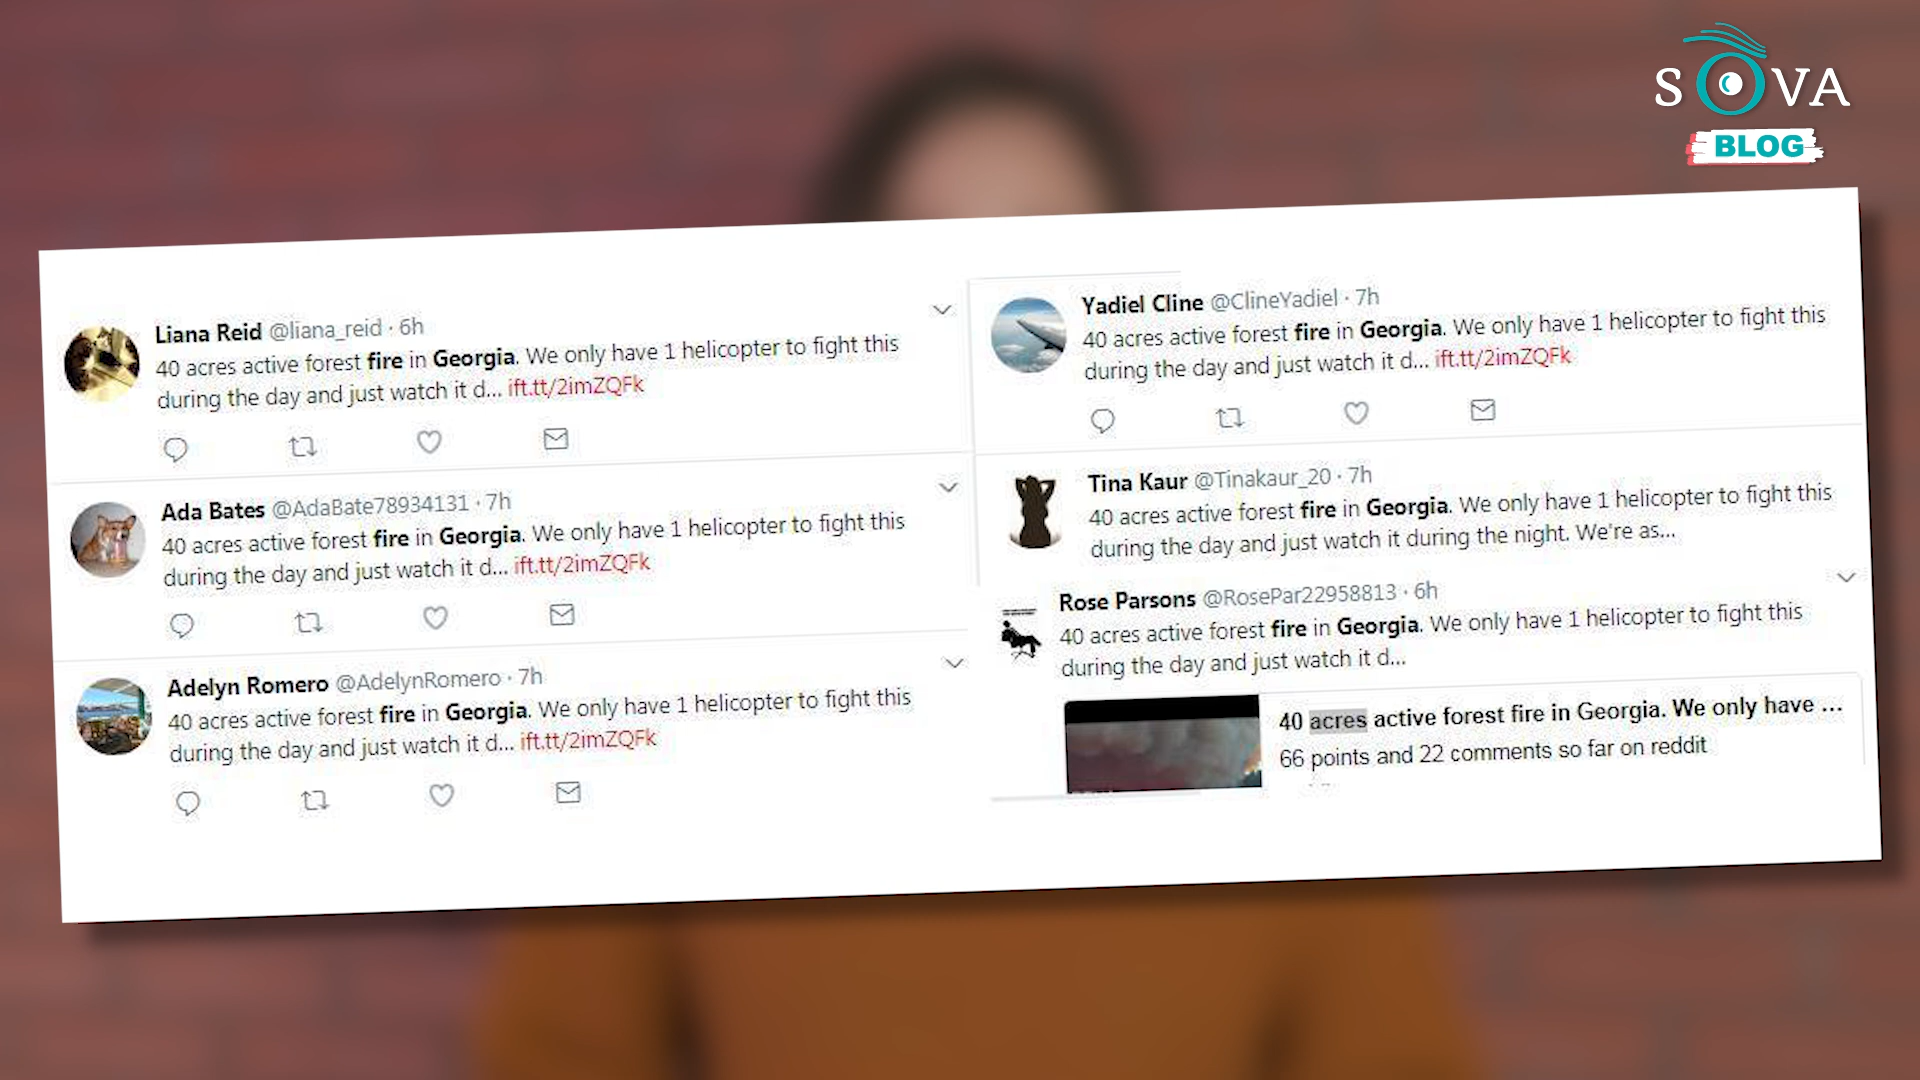 SOVA
BLOG
Liana Reid @liana_reid · 6h
40 acres active forest fire in Georgia. We only have 1 helicopter to fight this
during the day and just watch it d... ift.tt/2imZQFk
Ada Bates @AdaBate78934131 · 7h
40 acres active forest fire in Georgia. We only have 1 helicopter to fight this
during the day and just watch it d... ift.tt/2imZQFk
Adelyn Romero @AdelynRomero · 7h
40 acres active forest fire in Georgia. We only have 1 helicopter to fight this
during the day and just watch it d... ift.tt/2imZQFk
Yadiel Cline @ClineYadiel · 7h
40 acres active forest fire in Georgia. We only have 1 helicopter to fight this
during the day and just watch it d... ift.tt/2imZQFk
Tina Kaur @Tinakaur_20 · 7h
40 acres active forest fire in Georgia. We only have 1 helicopter to fight this
during the day and just watch it during the night. We're as...
Rose Parsons @RosePar22958813 · 6h
40 acres active forest fire in Georgia. We only have 1 helicopter to fight this
during the day and just watch it d...
40 acres active forest fire in Georgia. We only have ...
66 points and 22 comments so far on reddit